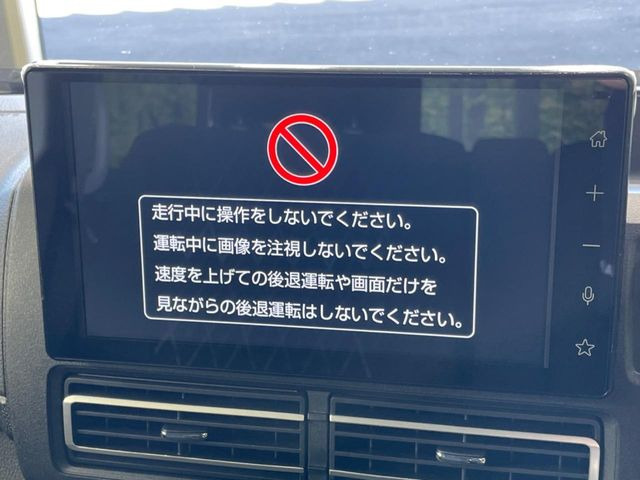 走行中に操作をしないでください。
運転中に画像を注視しないでください。
速度を上げての後退運転や画面だけを
見ながらの後退運転はしないでください。